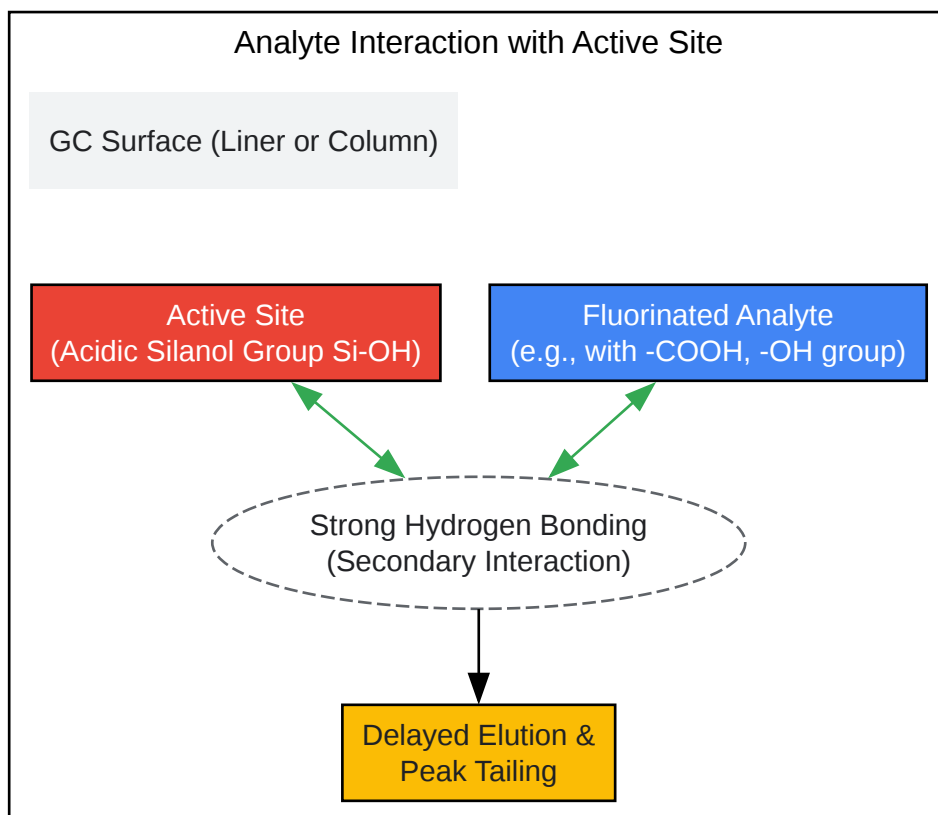 Analyte Interaction with Active Site
GC Surface (Liner or Column)
Active Site
(Acidic Silanol Group Si-OH)
Fluorinated Analyte
(e.g., with -COOH, -OH group)
Strong Hydrogen Bonding
(Secondary Interaction)
Delayed Elution &
Peak Tailing